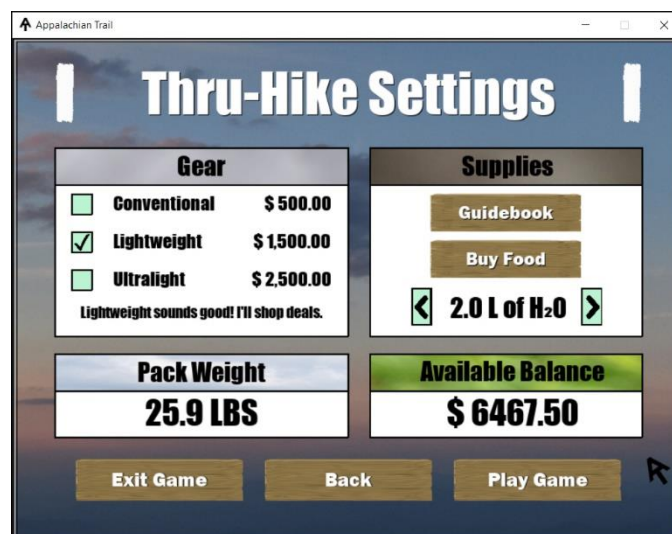 Appalachian Trail
Thru-Hike Settings
Gear
Conventional $ 500.00
Lightweight $ 1,500.00
Ultralight $ 2,500.00
Lightweight sounds good! I'll shop deals.
Supplies
Guidebook
Buy Food
2.0 L of H₂O
Pack Weight
25.9 LBS
Available Balance
$ 6467.50
Exit Game
Back
Play Game